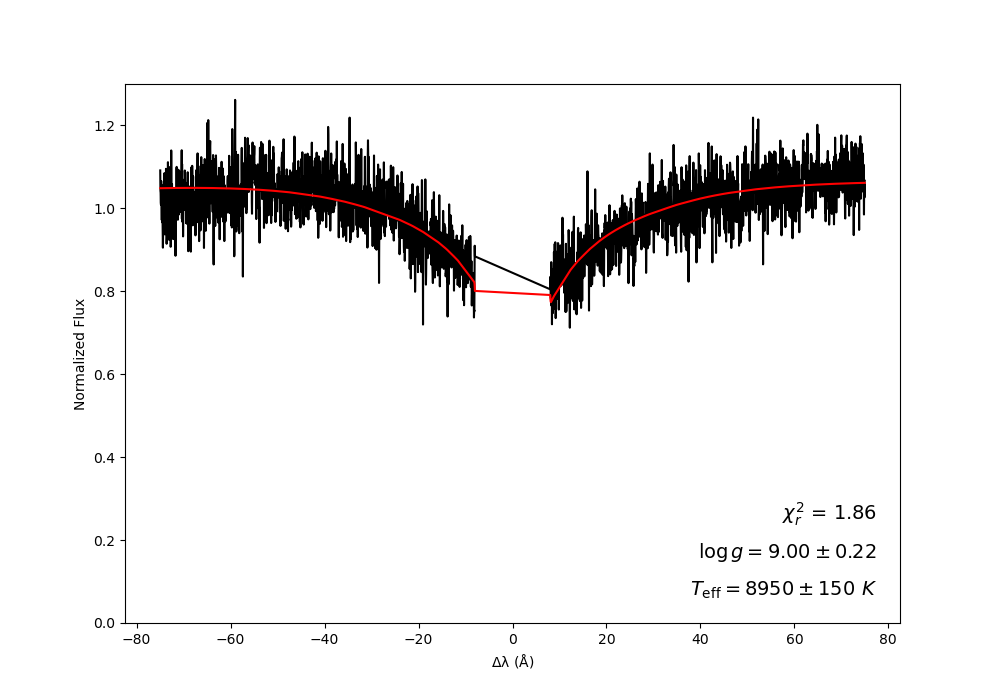 1.2
1.0
0.8
0.6
0.4
0.2
0.0
Normalized Flux
χ²ᵣ = 1.86
log g = 9.00 ± 0.22
T_eff = 8950 ± 150 K
−80 −60 −40 −20 0 20 40 60 80
Δλ (Å)